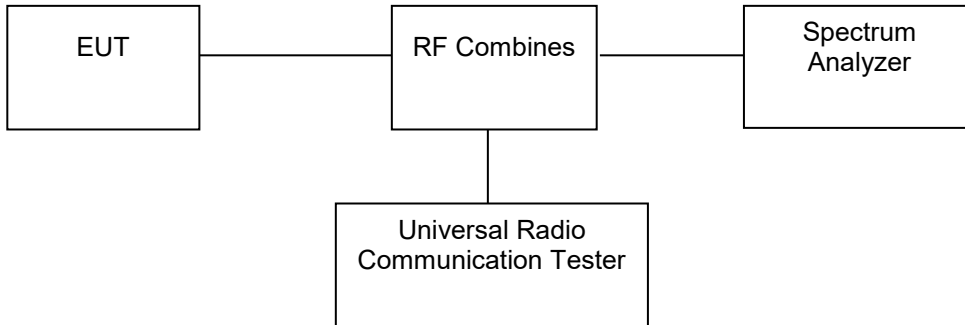 EUT
RF Combines
Spectrum
Analyzer
Universal Radio
Communication Tester